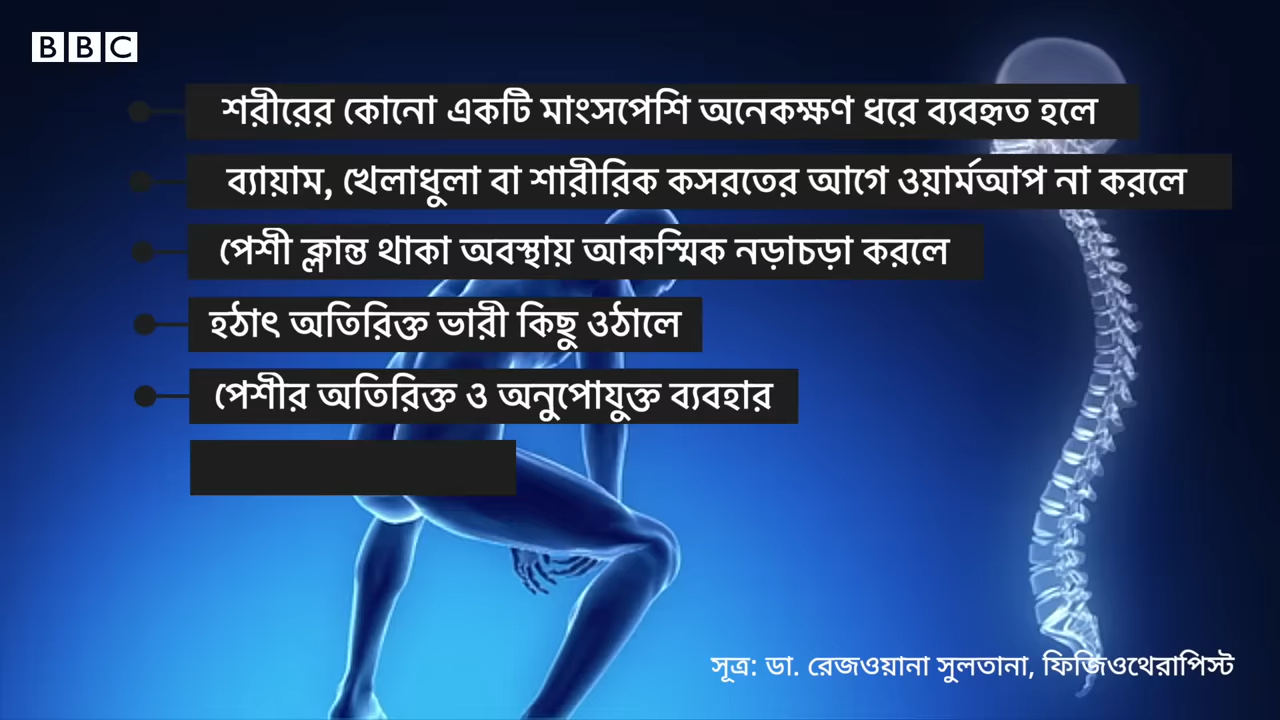 BBC
শরীরের কোনো একটি মাংসপেশি অনেকক্ষণ ধরে ব্যবহৃত হলে
ব্যায়াম, খেলাধুলা বা শারীরিক কসরতের আগে ওয়ার্মআপ না করলে
পেশী ক্লান্ত থাকা অবস্থায় আকস্মিক নড়াচড়া করলে
হঠাৎ অতিরিক্ত ভারী কিছু ওঠালে
পেশীর অতিরিক্ত ও অনুপোযুক্ত ব্যবহার
সূত্র: ডা. রেজওয়ানা সুলতানা, ফিজিওথেরাপিস্ট